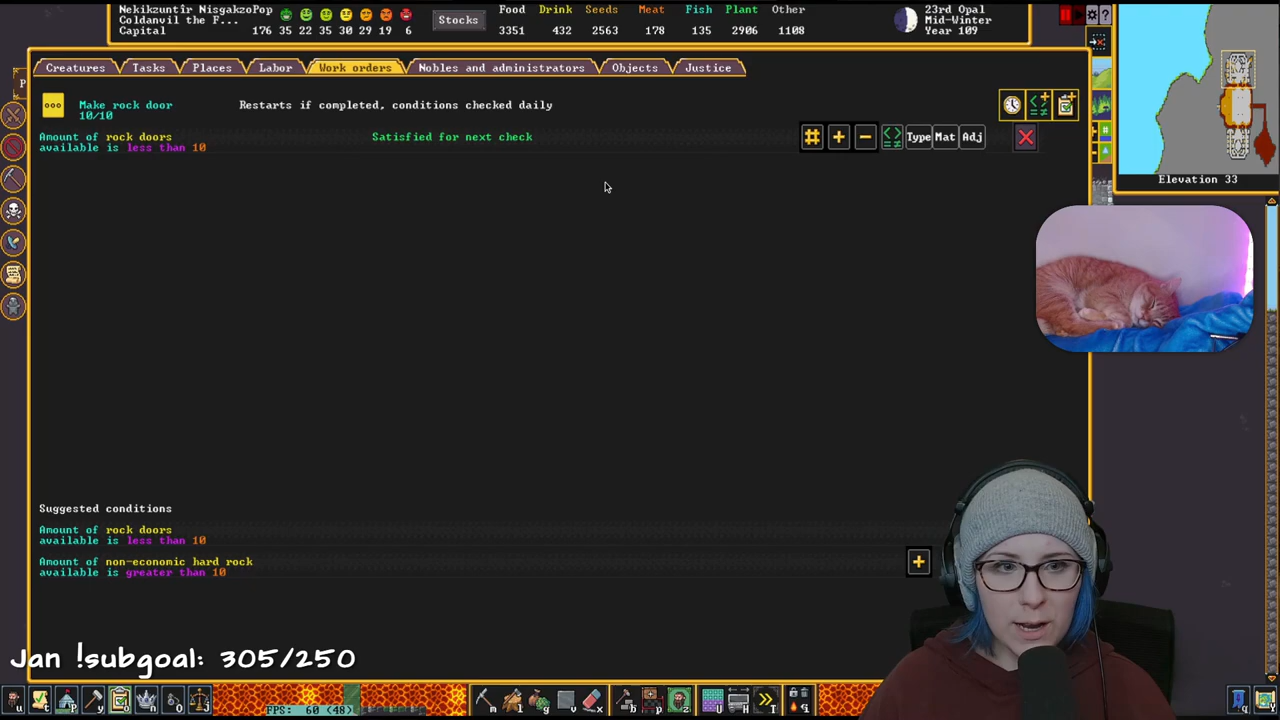 Nekikzuntîr NisgakzoPop
Coldanvil the F...
Capital 176 35 22 35 30 29 19 6
Stocks
Food Drink Seeds Meat Fish Plant Other
3351 432 2563 178 135 2906 1108
23rd Opal
Mid-Winter
Year 109
Creatures Tasks Places Labor Work orders Nobles and administrators Objects Justice
Make rock door Restarts if completed, conditions checked daily
10/10
Amount of rock doors Satisfied for next check Type Mat Adj
available is less than 10
Elevation 33
Suggested conditions
Amount of rock doors
available is less than 10
Amount of non-economic hard rock
available is greater than 10
Jan !subgoal: 305/250
FPS: 60 (48)